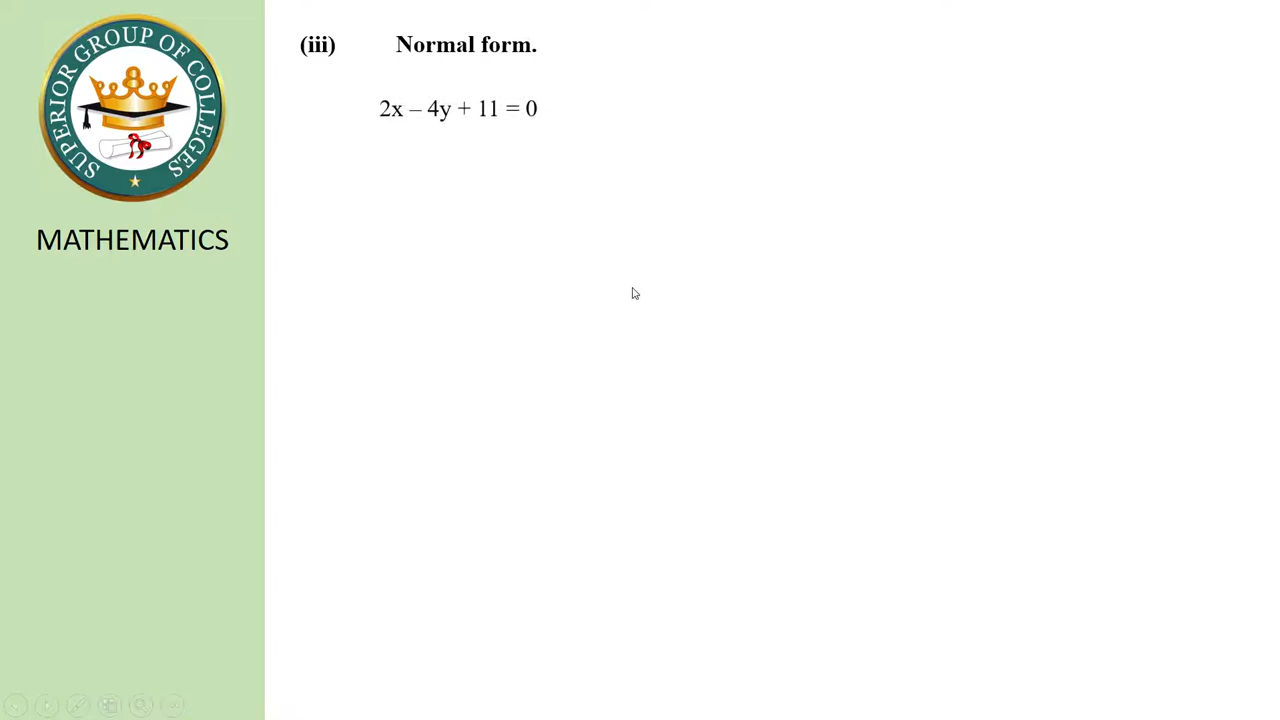 SUPERIOR GROUP OF COLLEGES
MATHEMATICS
(iii) Normal form.
2x – 4y + 11 = 0